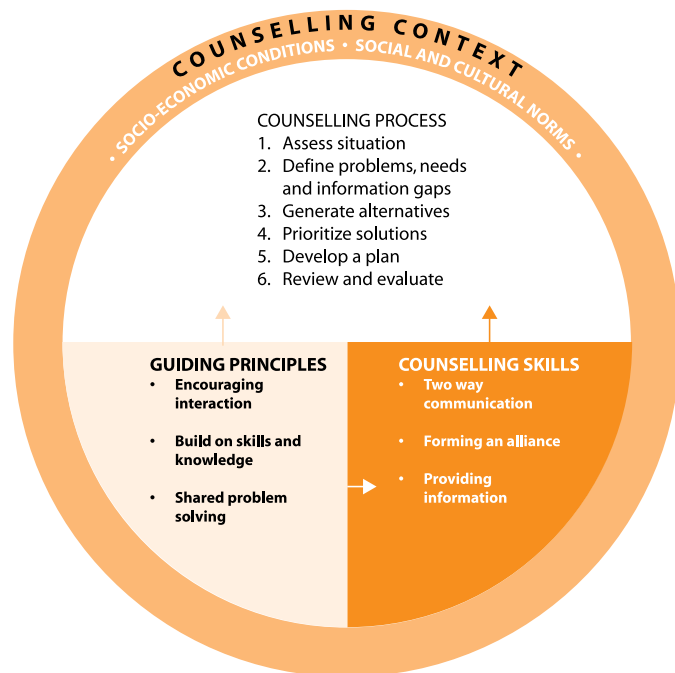 COUNSELLING CONTEXT
• SOCIO-ECONOMIC CONDITIONS • SOCIAL AND CULTURAL NORMS •
COUNSELLING PROCESS
1. Assess situation
2. Define problems, needs
and information gaps
3. Generate alternatives
4. Prioritize solutions
5. Develop a plan
6. Review and evaluate
GUIDING PRINCIPLES
• Encouraging
interaction
• Build on skills and
knowledge
• Shared problem
solving
COUNSELLING SKILLS
• Two way
communication
• Forming an alliance
• Providing
information